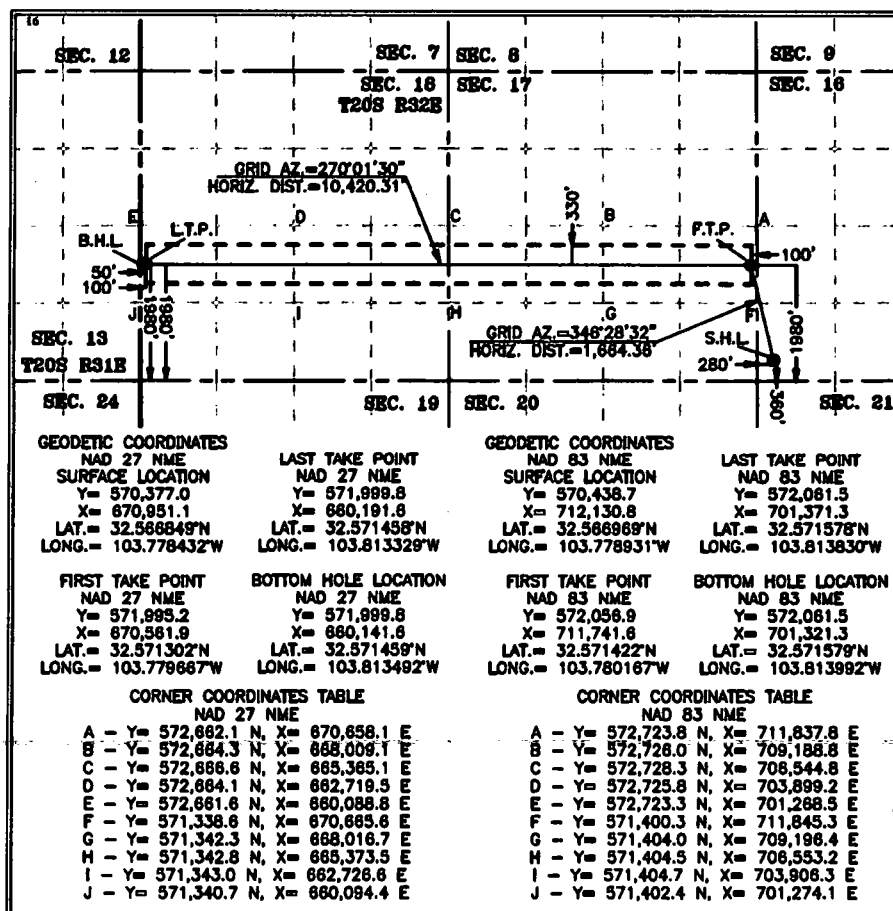 16
SEC. 12
SEC. 7
SEC. 8
SEC. 9
SEC. 18
SEC. 17
SEC. 16
T20S R32E
GRID AZ.=270°01'30"
HORIZ. DIST.=10,420.31'
330'
E
D
C
B
A
B.H.L.
L.T.P.
F.T.P.
100'
50'
100'
1980'
1980'
J
I
H
G
F
SEC. 13
T20S R31E
GRID AZ.=346°28'32"
HORIZ. DIST.=1,664.36'
S.H.L.
280'
1980'
360'
SEC. 24
SEC. 19
SEC. 20
SEC. 21
GEODETIC COORDINATES
NAD 27 NME
SURFACE LOCATION
Y= 570,377.0
X= 670,951.1
LAT.= 32.566849°N
LONG.= 103.778432°W
LAST TAKE POINT
NAD 27 NME
Y= 571,999.8
X= 660,191.6
LAT.= 32.571458°N
LONG.= 103.813329°W
GEODETIC COORDINATES
NAD 83 NME
SURFACE LOCATION
Y= 570,438.7
X= 712,130.8
LAT.= 32.566969°N
LONG.= 103.778931°W
LAST TAKE POINT
NAD 83 NME
Y= 572,061.5
X= 701,371.3
LAT.= 32.571578°N
LONG.= 103.813830°W
FIRST TAKE POINT
NAD 27 NME
Y= 571,995.2
X= 670,561.9
LAT.= 32.571302°N
LONG.= 103.779667°W
BOTTOM HOLE LOCATION
NAD 27 NME
Y= 571,999.8
X= 660,141.6
LAT.= 32.571459°N
LONG.= 103.813492°W
FIRST TAKE POINT
NAD 83 NME
Y= 572,056.9
X= 711,741.6
LAT.= 32.571422°N
LONG.= 103.780167°W
BOTTOM HOLE LOCATION
NAD 83 NME
Y= 572,061.5
X= 701,321.3
LAT.= 32.571579°N
LONG.= 103.813992°W
CORNER COORDINATES TABLE
NAD 27 NME
A - Y= 572,662.1 N, X= 670,658.1 E
B - Y= 572,664.3 N, X= 668,009.1 E
C - Y= 572,666.6 N, X= 665,365.1 E
D - Y= 572,664.1 N, X= 662,719.5 E
E - Y= 572,661.6 N, X= 660,088.8 E
F - Y= 571,338.6 N, X= 670,665.6 E
G - Y= 571,342.3 N, X= 668,016.7 E
H - Y= 571,342.8 N, X= 665,373.5 E
I - Y= 571,343.0 N, X= 662,726.6 E
J - Y= 571,340.7 N, X= 660,094.4 E
CORNER COORDINATES TABLE
NAD 83 NME
A - Y= 572,723.8 N, X= 711,837.8 E
B - Y= 572,726.0 N, X= 709,188.8 E
C - Y= 572,728.3 N, X= 706,544.8 E
D - Y= 572,725.8 N, X= 703,899.2 E
E - Y= 572,723.3 N, X= 701,268.5 E
F - Y= 571,400.3 N, X= 711,845.3 E
G - Y= 571,404.0 N, X= 709,196.4 E
H - Y= 571,404.5 N, X= 706,553.2 E
I - Y= 571,404.7 N, X= 703,906.3 E
J - Y= 571,402.4 N, X= 701,274.1 E